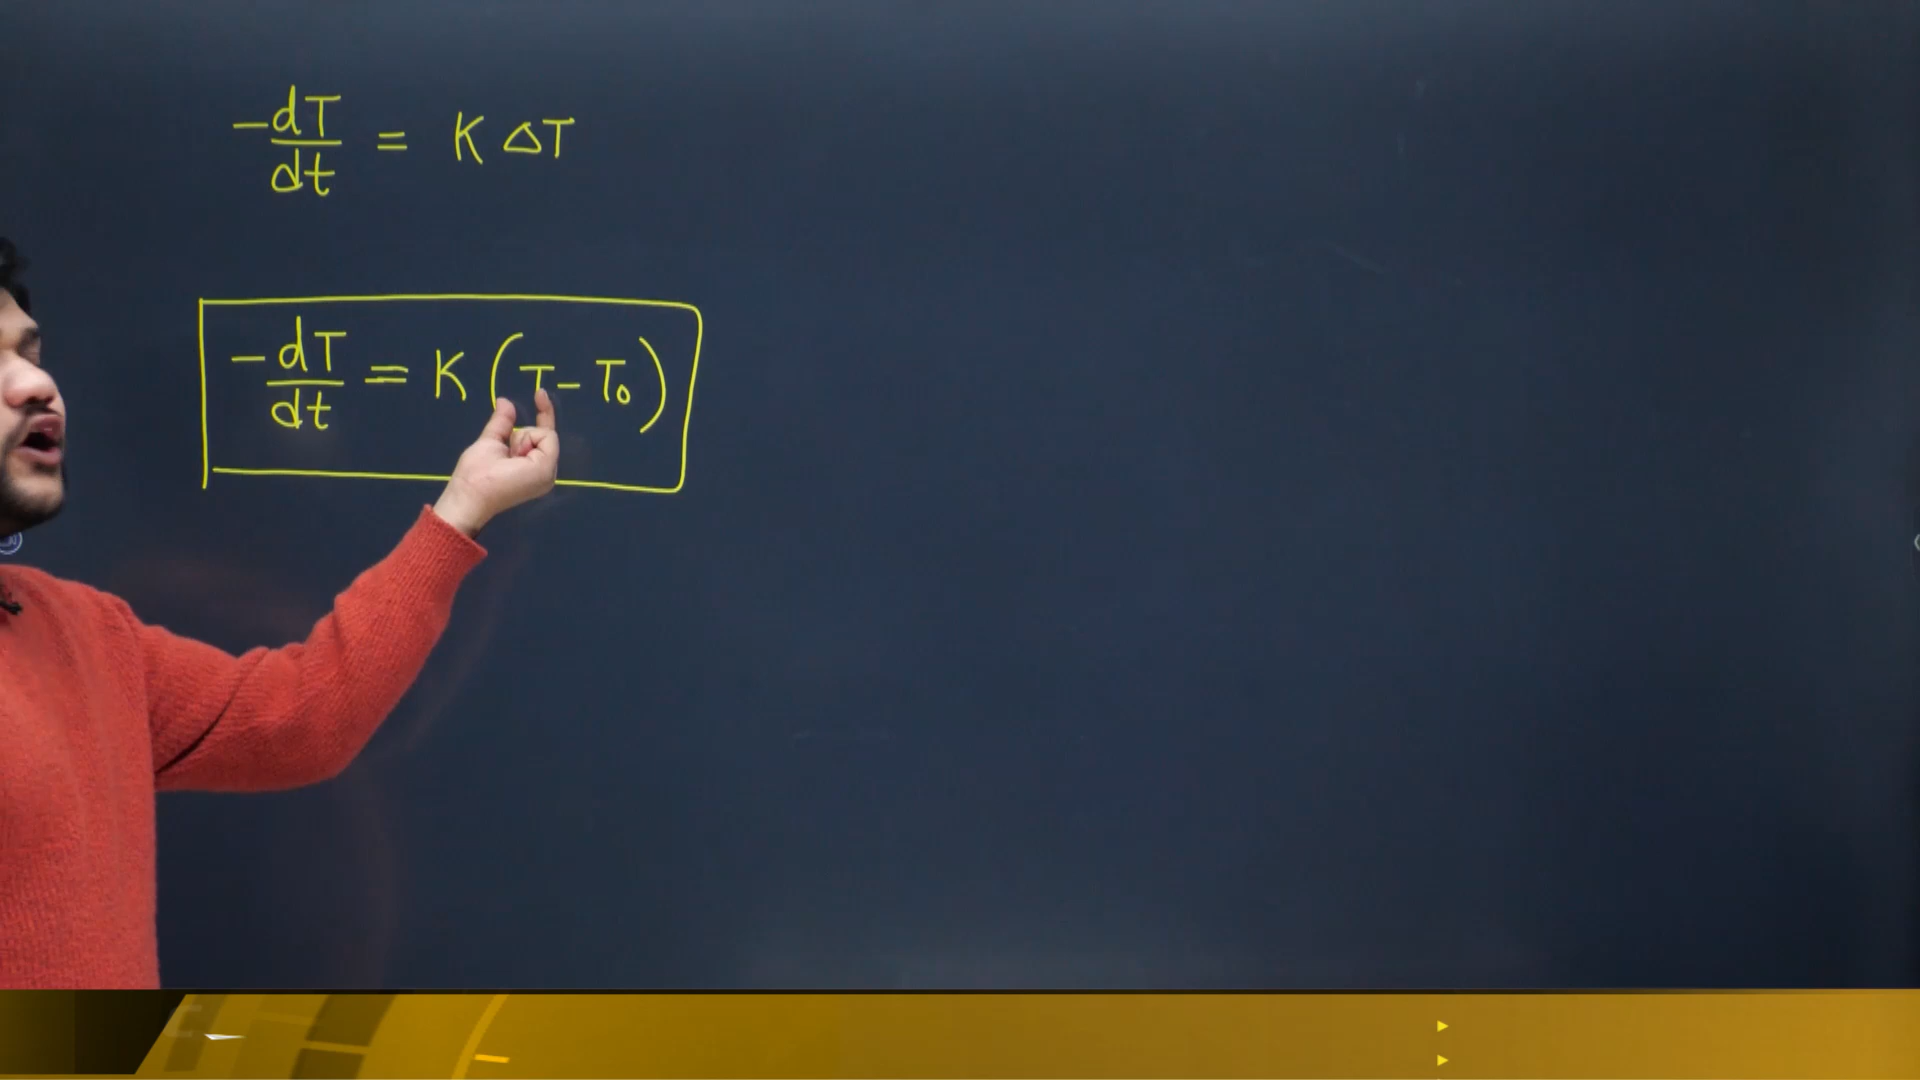 -dT/dt = K ΔT
-dT/dt = K (T - T₀)